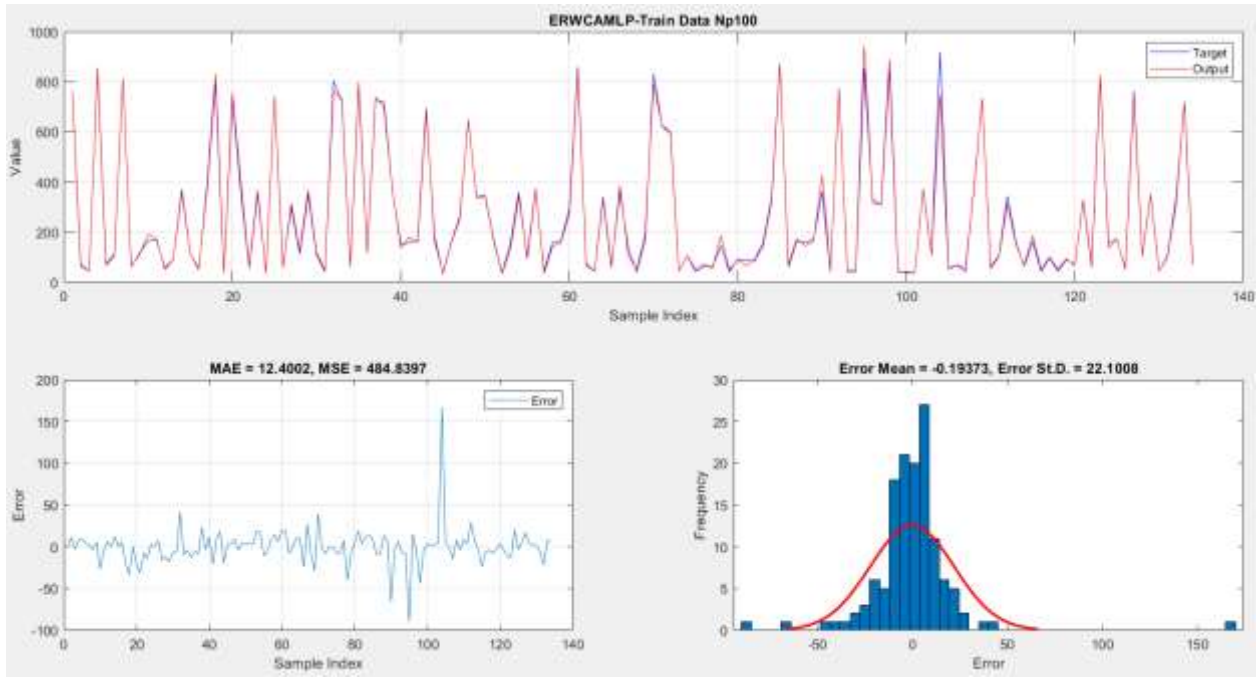 ERWCAMLP-Train Data Np100
1000
800
600
400
200
0
Value
0 20 40 60 80 100 120 140
Sample Index
Target
Output
MAE = 12.4002, MSE = 484.8397
200
150
100
50
0
-50
-100
Error
0 20 40 60 80 100 120 140
Sample Index
Error
Error Mean = -0.19373, Error St.D. = 22.1008
30
25
20
15
10
5
0
Frequency
-50 0 50 100 150
Error